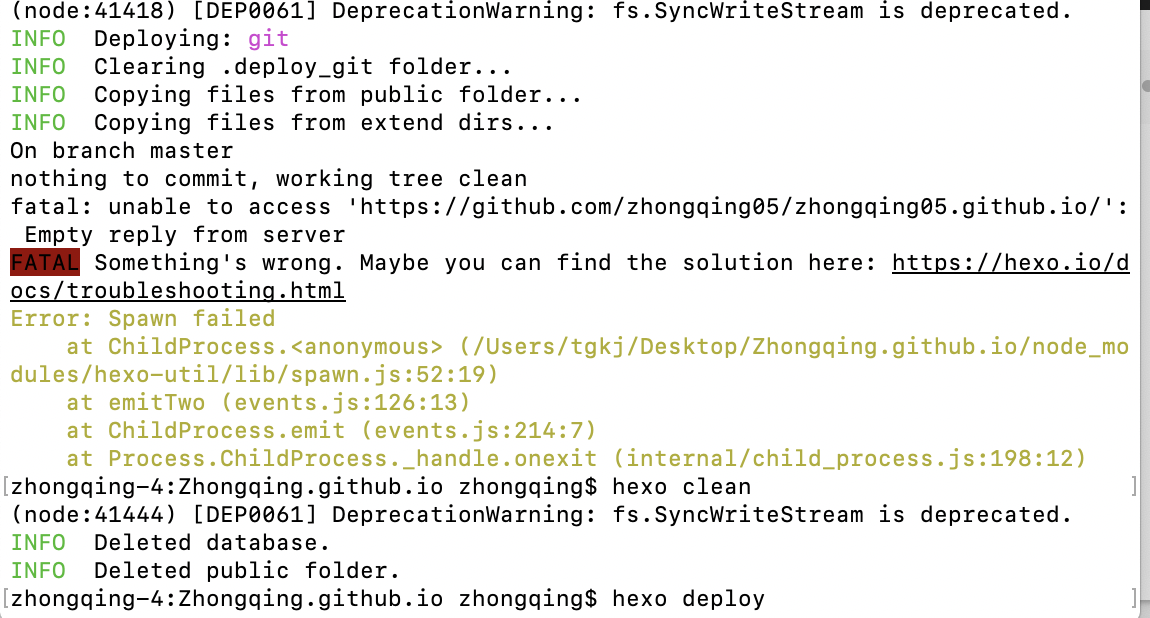 (node:41418) [DEP0061] DeprecationWarning: fs.SyncWriteStream is deprecated.
INFO  Deploying: git
INFO  Clearing .deploy_git folder...
INFO  Copying files from public folder...
INFO  Copying files from extend dirs...
On branch master
nothing to commit, working tree clean
fatal: unable to access 'https://github.com/zhongqing05/zhongqing05.github.io/':
 Empty reply from server
FATAL Something's wrong. Maybe you can find the solution here: https://hexo.io/d
ocs/troubleshooting.html
Error: Spawn failed
    at ChildProcess.<anonymous> (/Users/tgkj/Desktop/Zhongqing.github.io/node_mo
dules/hexo-util/lib/spawn.js:52:19)
    at emitTwo (events.js:126:13)
    at ChildProcess.emit (events.js:214:7)
    at Process.ChildProcess._handle.onexit (internal/child_process.js:198:12)
[zhongqing-4:Zhongqing.github.io zhongqing$ hexo clean ]
(node:41444) [DEP0061] DeprecationWarning: fs.SyncWriteStream is deprecated.
INFO  Deleted database.
INFO  Deleted public folder.
[zhongqing-4:Zhongqing.github.io zhongqing$ hexo deploy ]